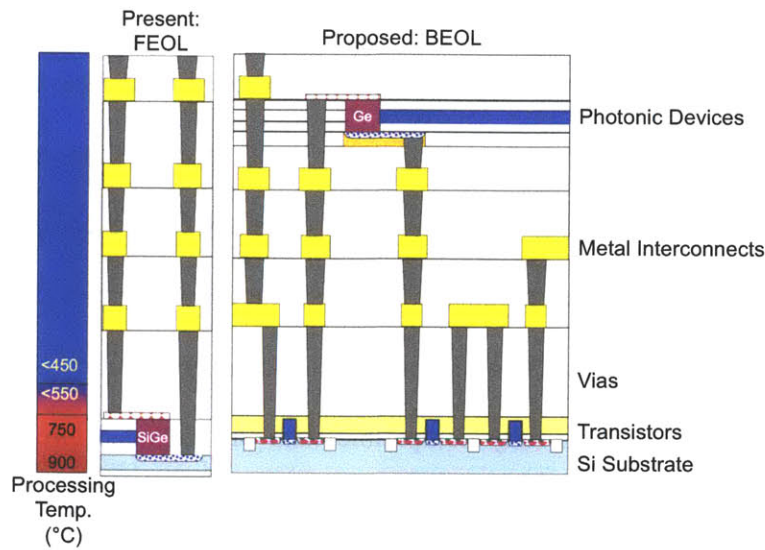 Present:
FEOL
Proposed: BEOL
Ge
Photonic Devices
Metal Interconnects
<450
Vias
<550
750
SiGe
Transistors
900
Si Substrate
Processing
Temp.
(°C)